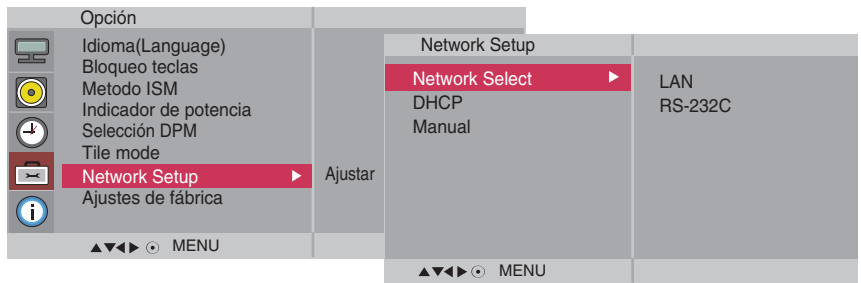 Opción
Idioma(Language)
Bloqueo teclas
Metodo ISM
Indicador de potencia
Selección DPM
Tile mode
Network Setup ▶ Ajustar
Ajustes de fábrica
▲▼◀▶ ⊙ MENU
Network Setup
Network Select ▶
DHCP
Manual
LAN
RS-232C
▲▼◀▶ ⊙ MENU